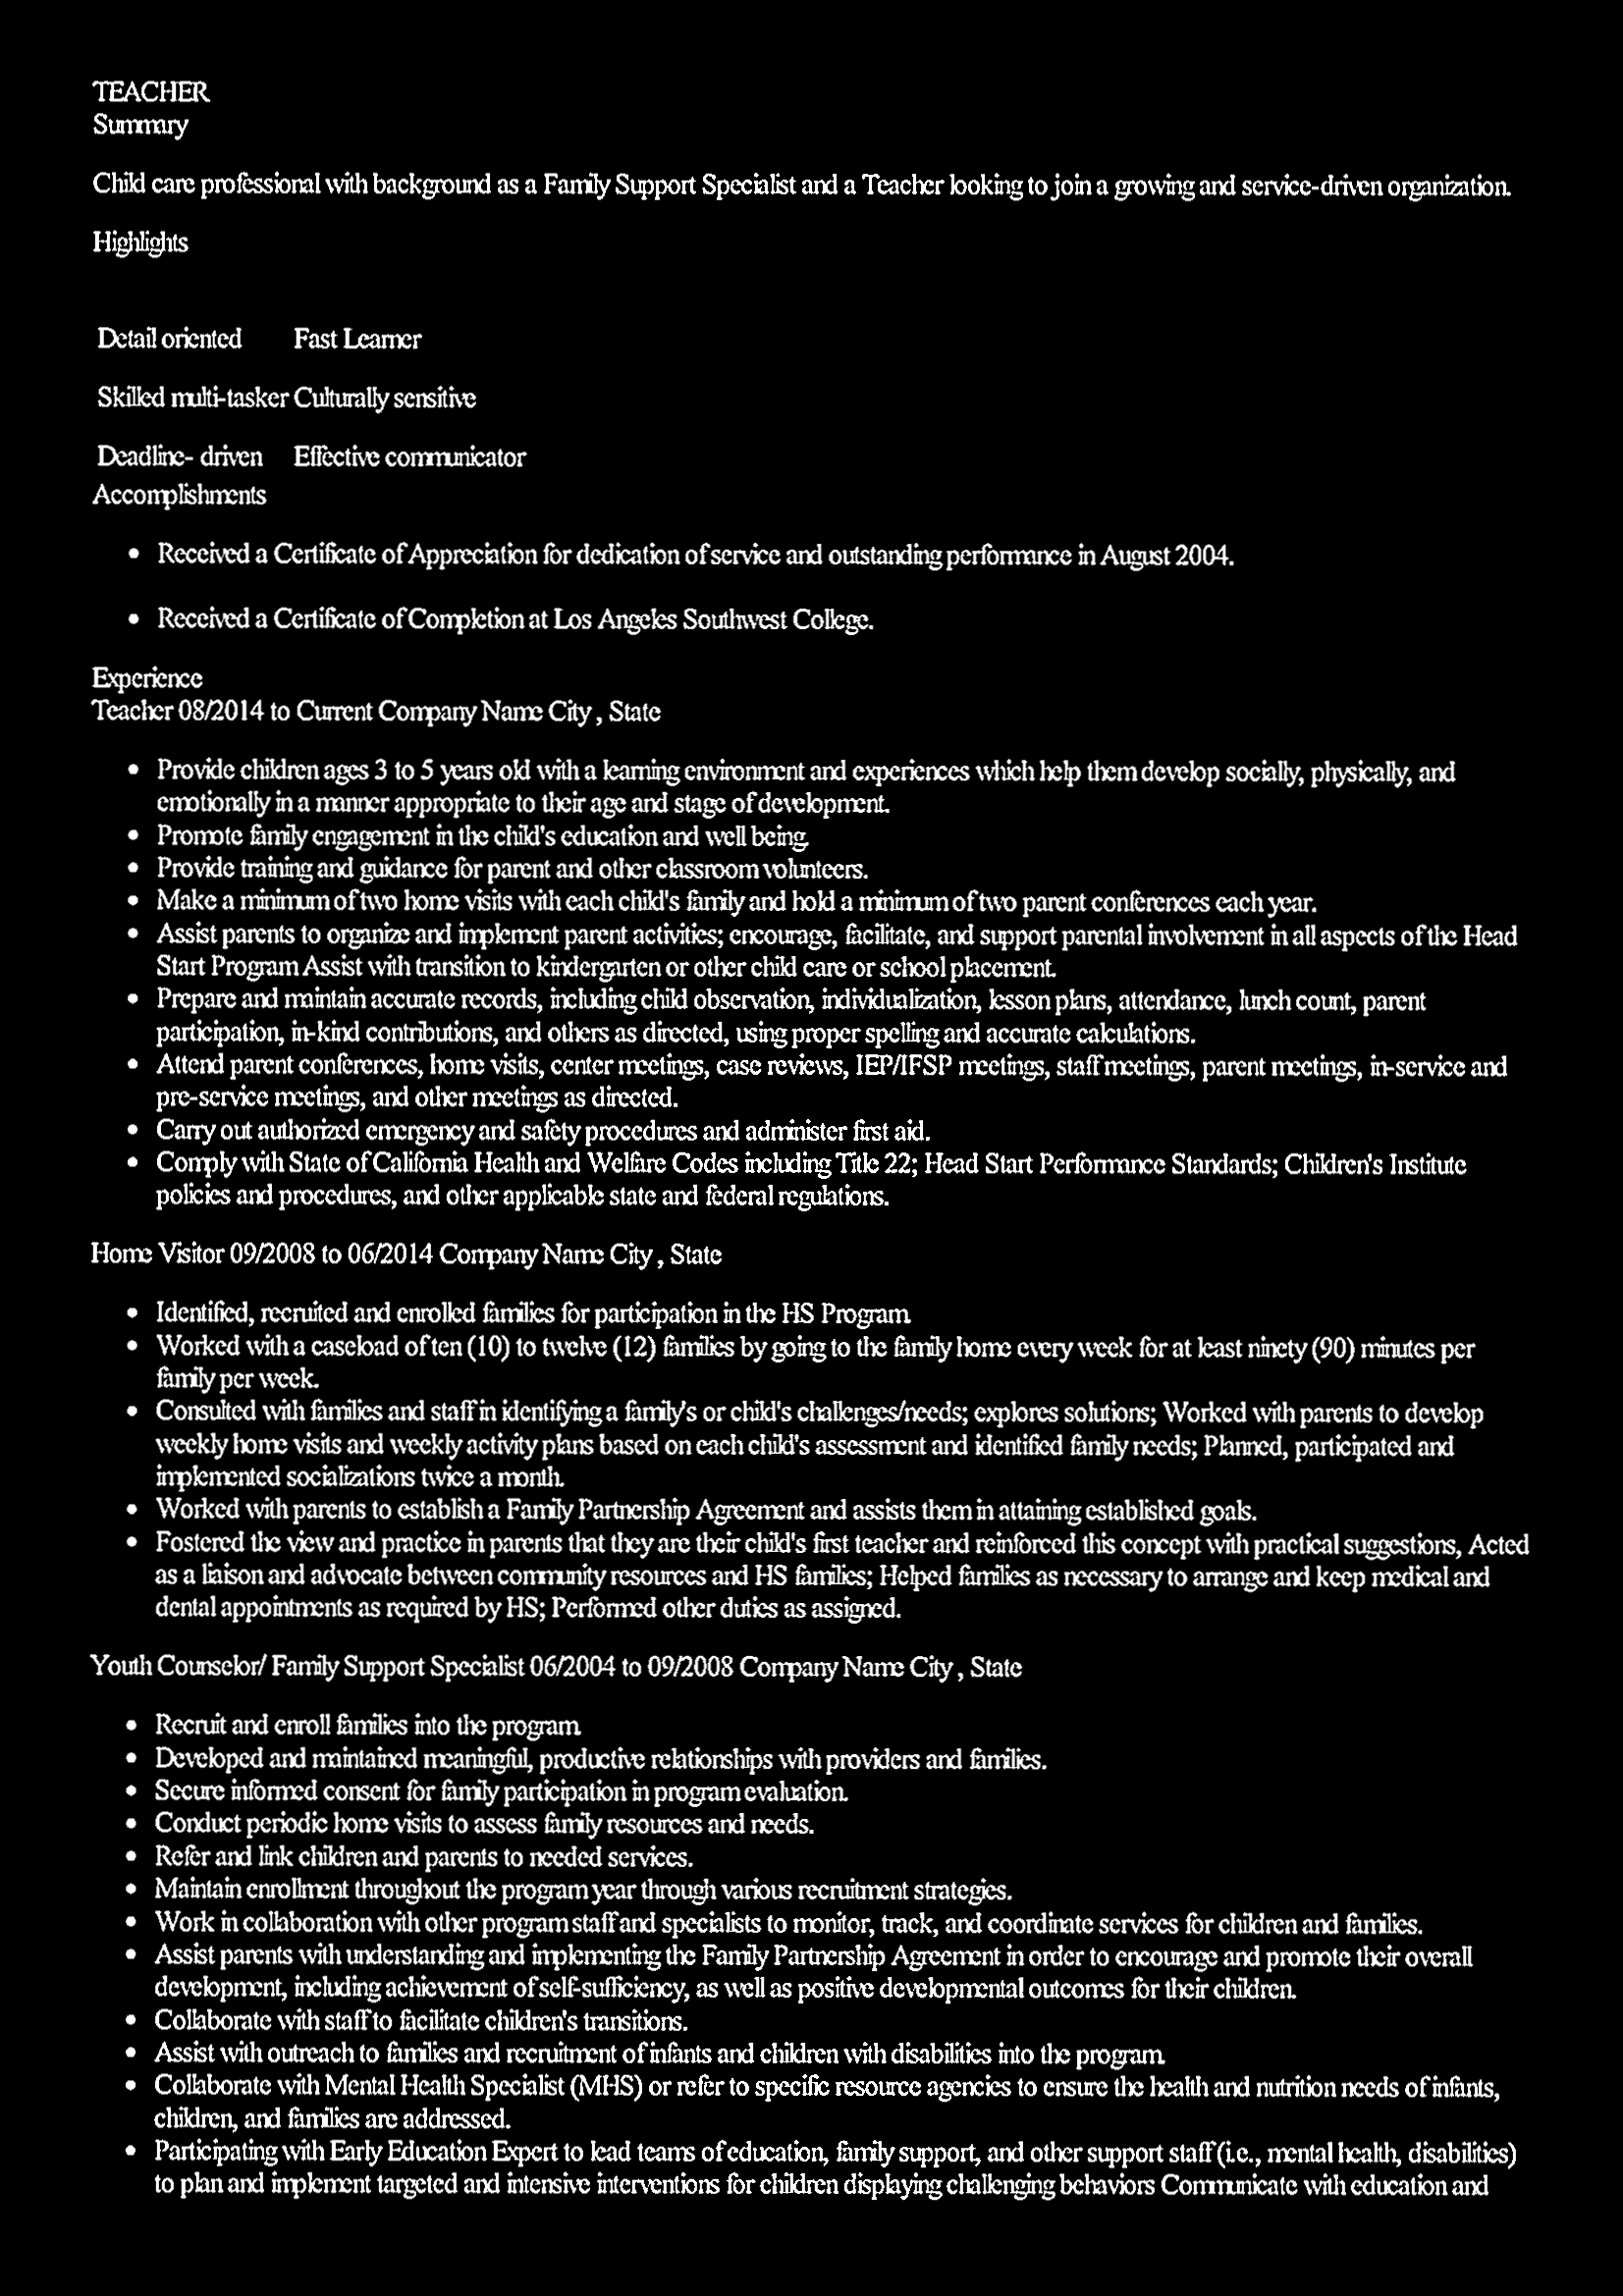 TEACHER
Summary
Child care professional with background as a Family Support Specialist and a Teacher looking to join a growing and service-driven organization.
Highlights
Detail oriented Fast Learner
Skilled multi-tasker Culturally sensitive
Deadline- driven Effective communicator
Accomplishments
• Received a Certificate of Appreciation for dedication of service and outstanding performance in August 2004.
• Received a Certificate of Completion at Los Angeles Southwest College.
Experience
Teacher 08/2014 to Current Company Name City , State
• Provide children ages 3 to 5 years old with a learning environment and experiences which help them develop socially, physically, and
emotionally in a manner appropriate to their age and stage of development.
• Promote family engagement in the child's education and well being.
• Provide training and guidance for parent and other classroom volunteers.
• Make a minimum of two home visits with each child's family and hold a minimum of two parent conferences each year.
• Assist parents to organize and implement parent activities; encourage, facilitate, and support parental involvement in all aspects of the Head
Start Program Assist with transition to kindergarten or other child care or school placement.
• Prepare and maintain accurate records, including child observation, individualization, lesson plans, attendance, lunch count, parent
participation, in-kind contributions, and others as directed, using proper spelling and accurate calculations.
• Attend parent conferences, home visits, center meetings, case reviews, IEP/IFSP meetings, staff meetings, parent meetings, in-service and
pre-service meetings, and other meetings as directed.
• Carry out authorized emergency and safety procedures and administer first aid.
• Comply with State of California Health and Welfare Codes including Title 22; Head Start Performance Standards; Children's Institute
policies and procedures, and other applicable state and federal regulations.
Home Visitor 09/2008 to 06/2014 Company Name City , State
• Identified, recruited and enrolled families for participation in the HS Program.
• Worked with a caseload of ten (10) to twelve (12) families by going to the family home every week for at least ninety (90) minutes per
family per week.
• Consulted with families and staff in identifying a family's or child's challenges/needs; explores solutions; Worked with parents to develop
weekly home visits and weekly activity plans based on each child's assessment and identified family needs; Planned, participated and
implemented socializations twice a month.
• Worked with parents to establish a Family Partnership Agreement and assists them in attaining established goals.
• Fostered the view and practice in parents that they are their child's first teacher and reinforced this concept with practical suggestions, Acted
as a liaison and advocate between community resources and HS families; Helped families as necessary to arrange and keep medical and
dental appointments as required by HS; Performed other duties as assigned.
Youth Counselor/ Family Support Specialist 06/2004 to 09/2008 Company Name City , State
• Recruit and enroll families into the program.
• Developed and maintained meaningful, productive relationships with providers and families.
• Secure informed consent for family participation in program evaluation.
• Conduct periodic home visits to assess family resources and needs.
• Refer and link children and parents to needed services.
• Maintain enrollment throughout the program year through various recruitment strategies.
• Work in collaboration with other program staff and specialists to monitor, track, and coordinate services for children and families.
• Assist parents with understanding and implementing the Family Partnership Agreement in order to encourage and promote their overall
development, including achievement of self-sufficiency, as well as positive developmental outcomes for their children.
• Collaborate with staff to facilitate children's transitions.
• Assist with outreach to families and recruitment of infants and children with disabilities into the program.
• Collaborate with Mental Health Specialist (MHS) or refer to specific resource agencies to ensure the health and nutrition needs of infants,
children, and families are addressed.
• Participating with Early Education Expert to lead teams of education, family support, and other support staff (i.e., mental health, disabilities)
to plan and implement targeted and intensive interventions for children displaying challenging behaviors Communicate with education and